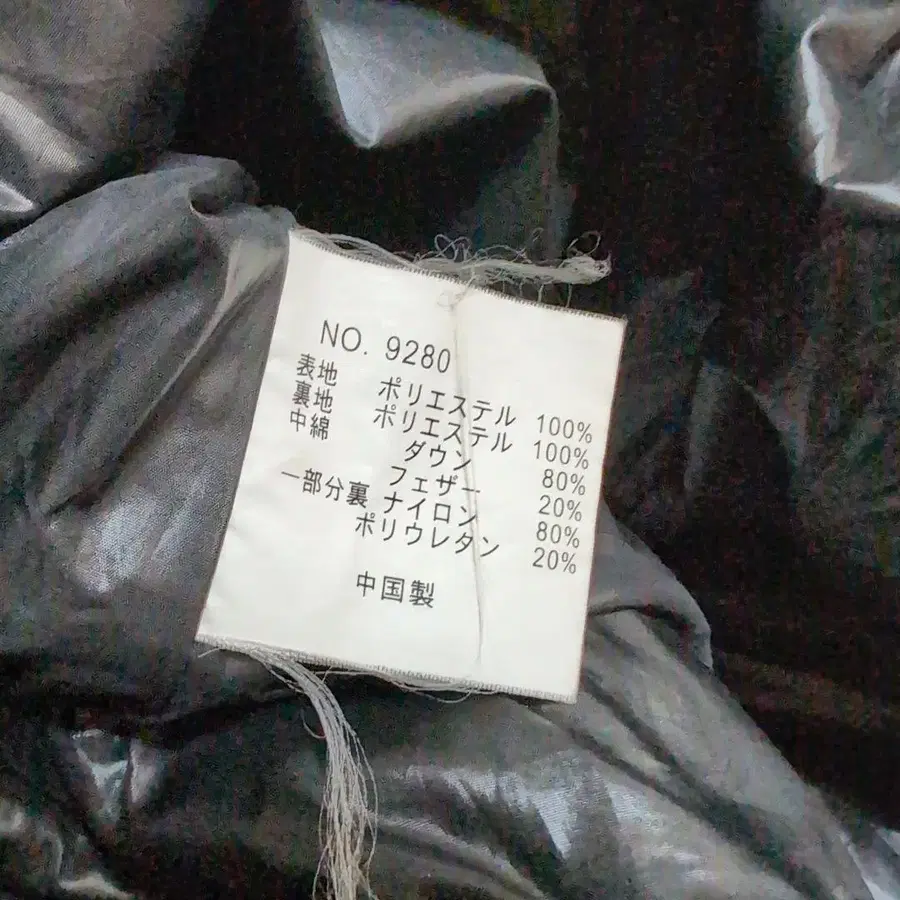 NO. 9280
表地 ポリエステル 100%
裏地 ポリエステル 100%
中綿 ダウン 80%
フェザー 20%
一部分裏 ナイロン 80%
ポリウレタン 20%
中国製